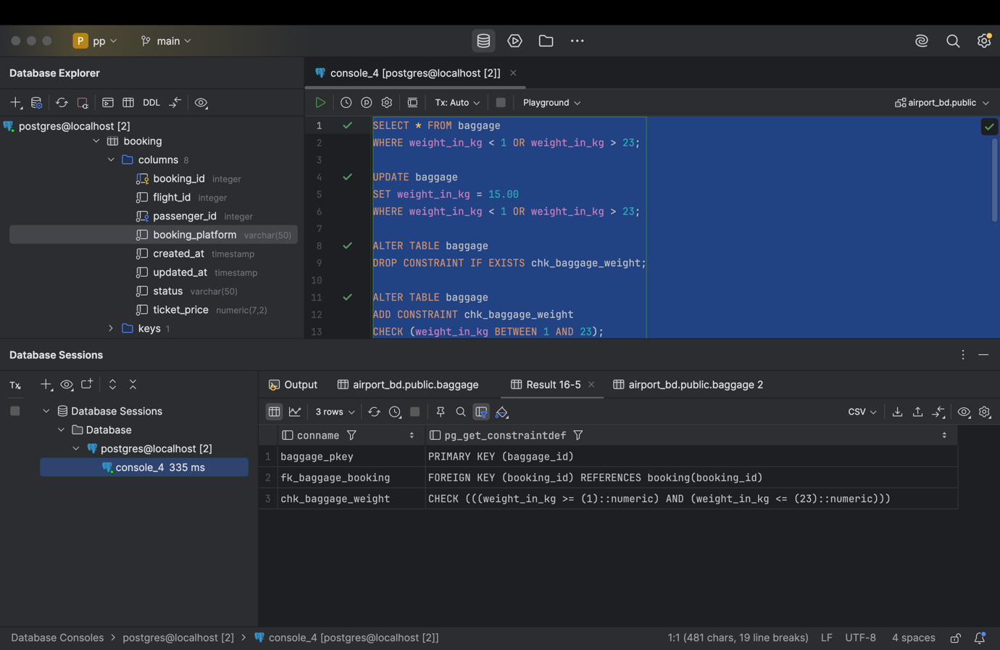 P pp main
Database Explorer
console_4 [postgres@localhost [2]]
DDL
Tx: Auto Playground airport_bd.public
postgres@localhost [2]
booking
columns 8
booking_id integer
flight_id integer
passenger_id integer
booking_platform varchar(50)
created_at timestamp
updated_at timestamp
status varchar(50)
ticket_price numeric(7,2)
keys 1
1 SELECT * FROM baggage
2 WHERE weight_in_kg < 1 OR weight_in_kg > 23;
3
4 UPDATE baggage
5 SET weight_in_kg = 15.00
6 WHERE weight_in_kg < 1 OR weight_in_kg > 23;
7
8 ALTER TABLE baggage
9 DROP CONSTRAINT IF EXISTS chk_baggage_weight;
10
11 ALTER TABLE baggage
12 ADD CONSTRAINT chk_baggage_weight
13 CHECK (weight_in_kg BETWEEN 1 AND 23);
Database Sessions
Tx
Database Sessions
Database
postgres@localhost [2]
console_4 335 ms
Output airport_bd.public.baggage Result 16-5 airport_bd.public.baggage 2
3 rows CSV
conname pg_get_constraintdef
1 baggage_pkey PRIMARY KEY (baggage_id)
2 fk_baggage_booking FOREIGN KEY (booking_id) REFERENCES booking(booking_id)
3 chk_baggage_weight CHECK (((weight_in_kg >= (1)::numeric) AND (weight_in_kg <= (23)::numeric)))
Database Consoles > postgres@localhost [2] > console_4 [postgres@localhost [2]]
1:1 (481 chars, 19 line breaks) LF UTF-8 4 spaces